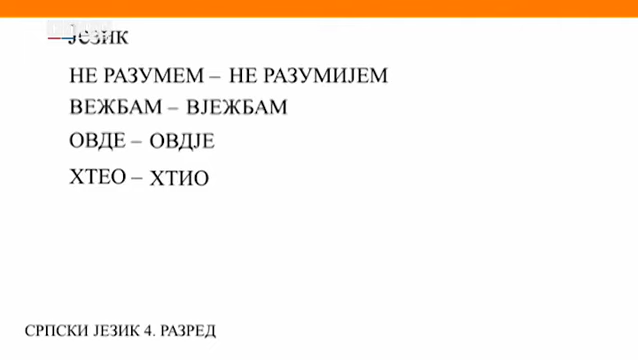 ЈЕЗИК
НЕ РАЗУМЕМ – НЕ РАЗУМИЈЕМ
ВЕЖБАМ – ВЈЕЖБАМ
ОВДЕ – ОВДЈЕ
ХТЕО – ХТИО
СРПСКИ ЈЕЗИК 4. РАЗРЕД